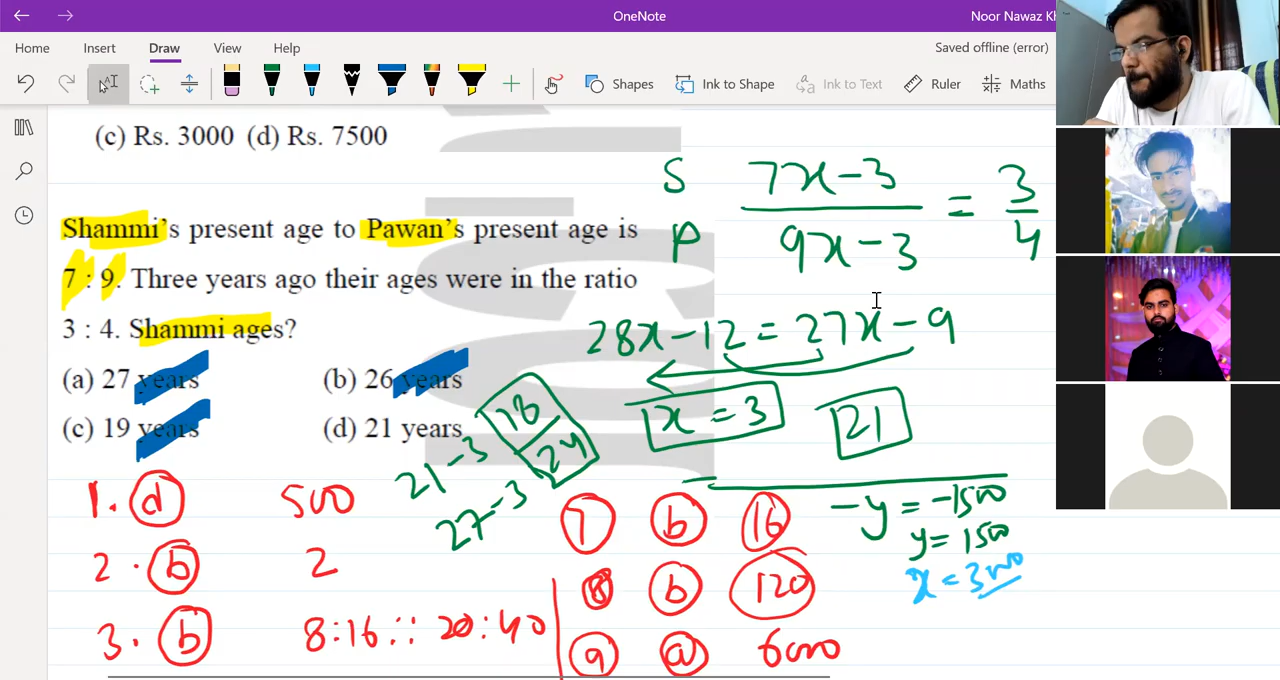 OneNote
Noor Nawaz Kh
Home Insert Draw View Help
Saved offline (error)
Shapes Ink to Shape Ink to Text Ruler Maths
(c) Rs. 3000 (d) Rs. 7500
Shammi's present age to Pawan's present age is
7 : 9. Three years ago their ages were in the ratio
3 : 4. Shammi ages?
(a) 27 years (b) 26 years
(c) 19 years (d) 21 years
S 7x-3 = 3
P 9x-3 4
28x-12 = 27x-9
x = 3 21
21-3 18
27-3 24
-y = -1500
y = 1500
1. d 500
2. b 2
3. b 8:16 :: 20:40
7 b 16
8 b 120
9 a 6000